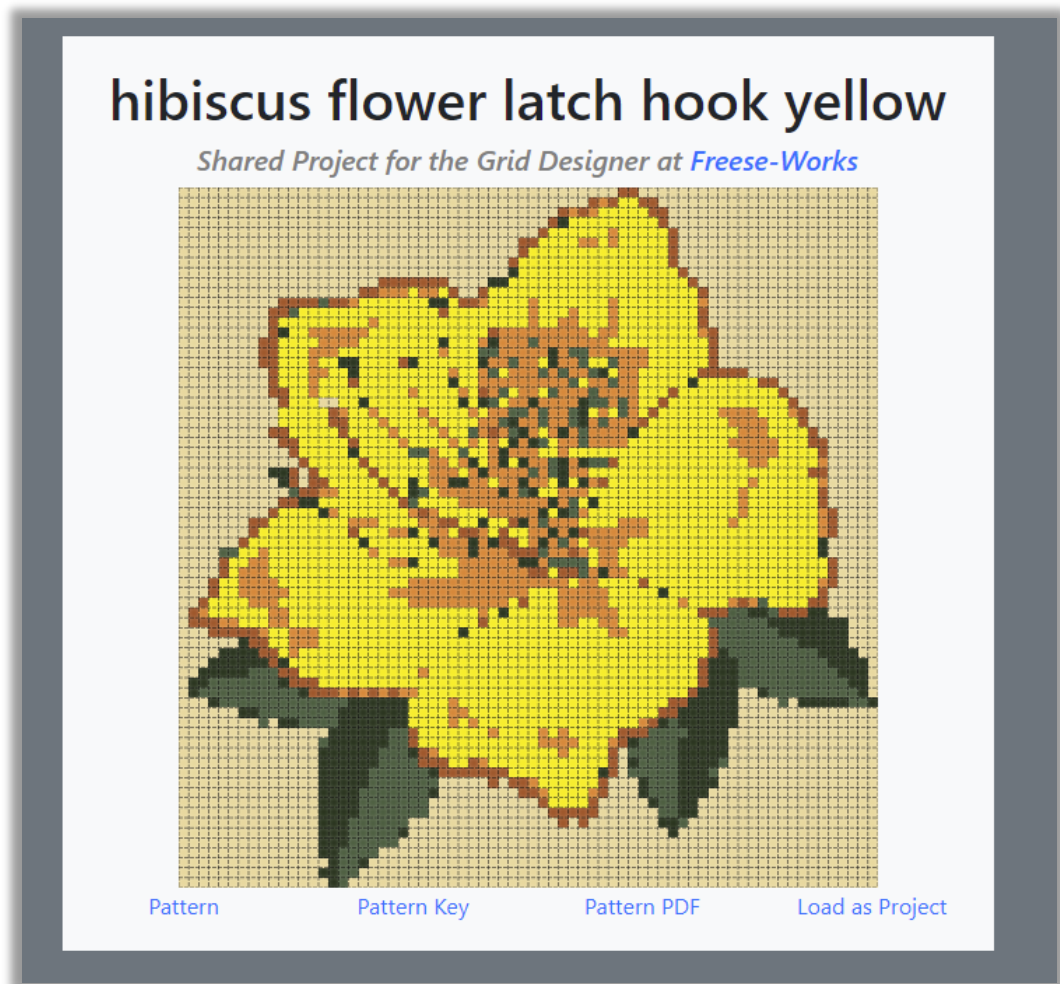 hibiscus flower latch hook yellow
Shared Project for the Grid Designer at Freese-Works
Pattern Pattern Key Pattern PDF Load as Project